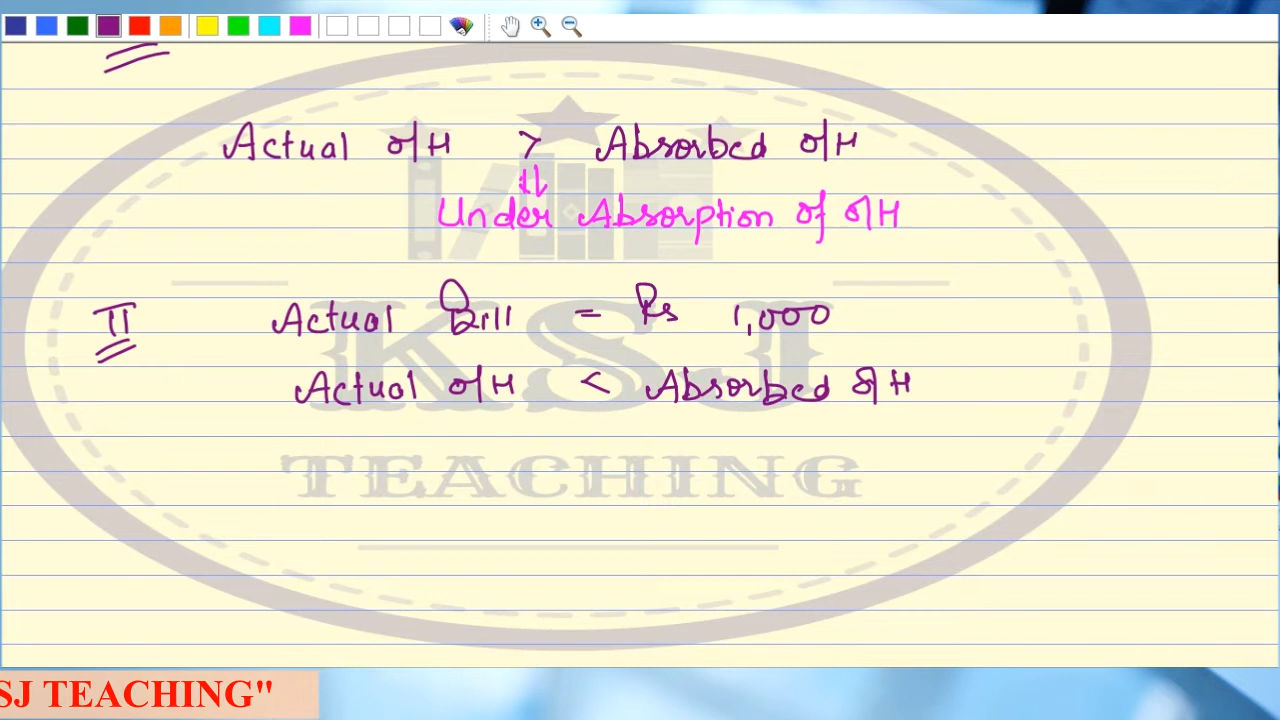 Actual o/H > Absorbed o/H
⇓
Under Absorption of o/H
II Actual Bill = Rs 1,000
Actual o/H < Absorbed o/H
KSJ
TEACHING
SJ TEACHING"